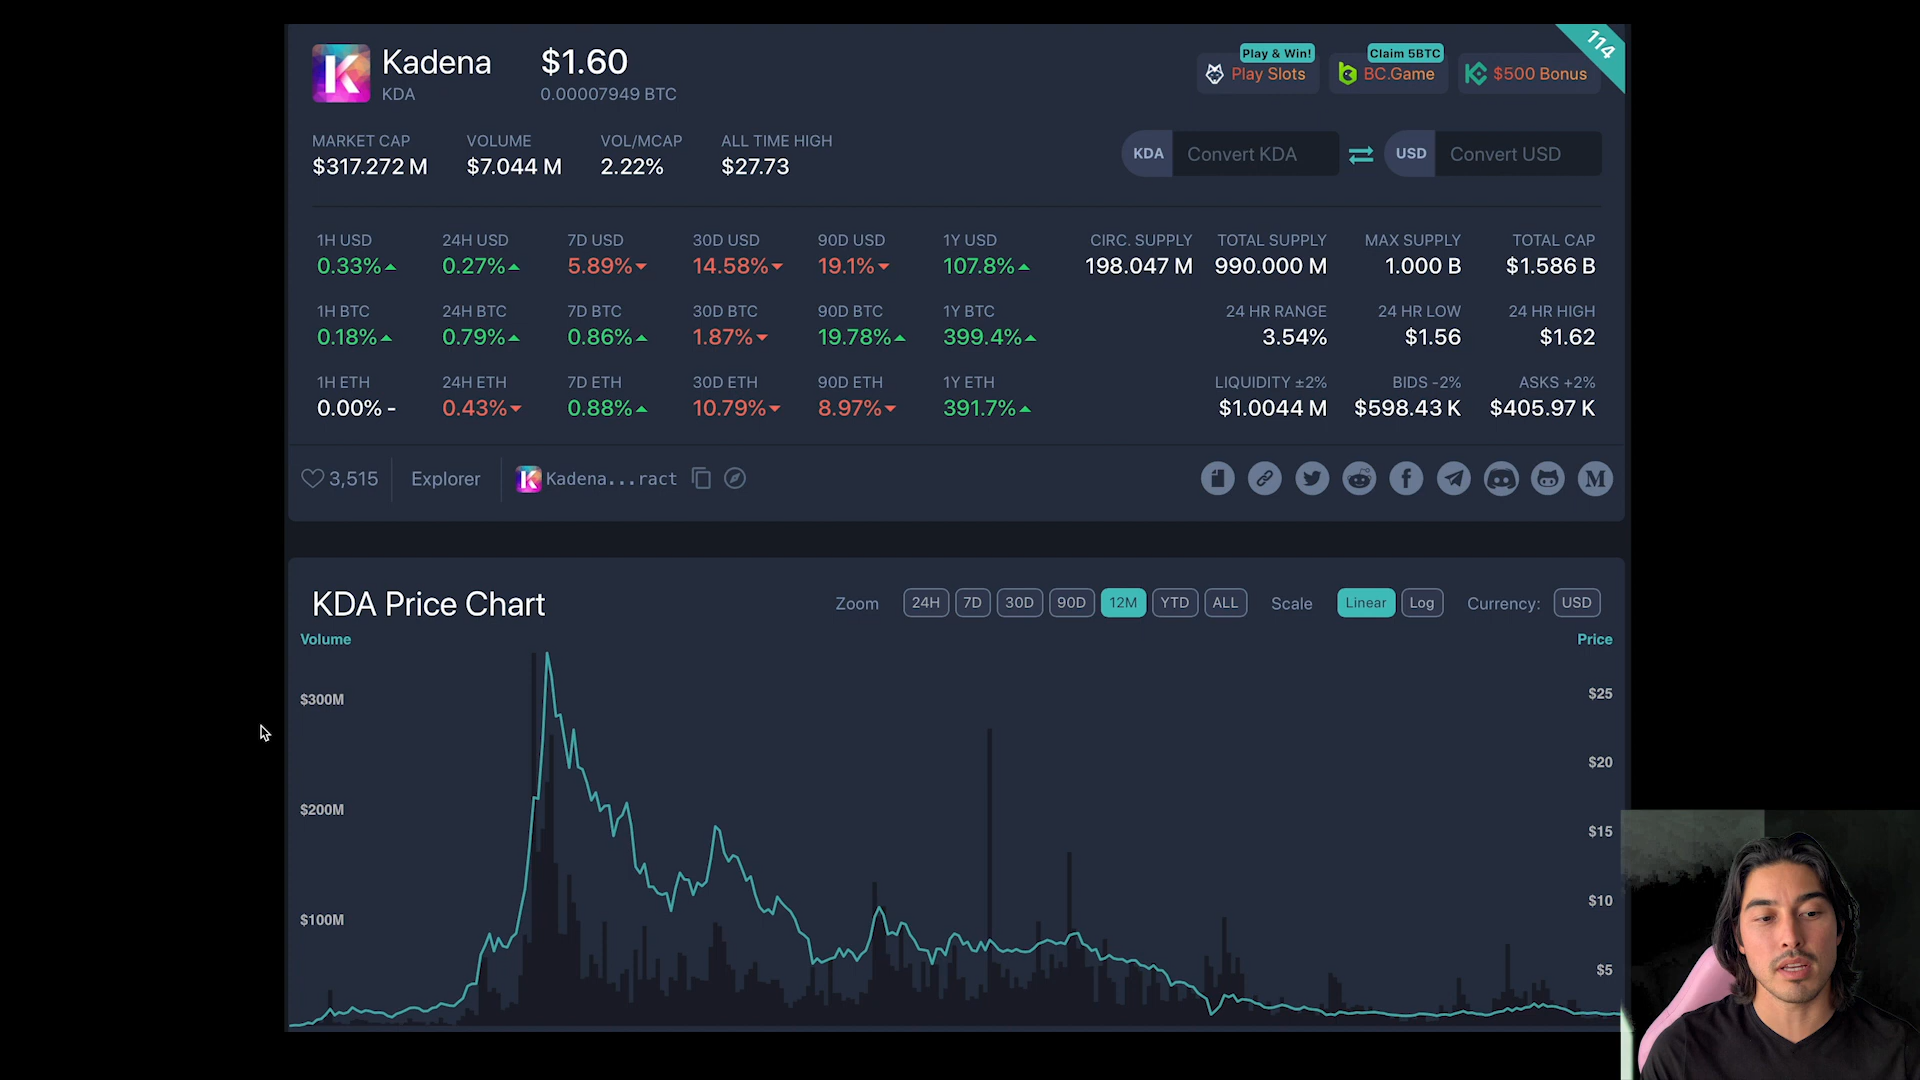 Kadena
KDA
$1.60
0.00007949 BTC
Play & Win!
Play Slots
Claim 5BTC
BC.Game
$500 Bonus
114
MARKET CAP VOLUME VOL/MCAP ALL TIME HIGH
$317.272 M $7.044 M 2.22% $27.73
KDA Convert KDA USD Convert USD
1H USD 24H USD 7D USD 30D USD 90D USD 1Y USD CIRC. SUPPLY TOTAL SUPPLY MAX SUPPLY TOTAL CAP
0.33% 0.27% 5.89% 14.58% 19.1% 107.8% 198.047 M 990.000 M 1.000 B $1.586 B
1H BTC 24H BTC 7D BTC 30D BTC 90D BTC 1Y BTC 24 HR RANGE 24 HR LOW 24 HR HIGH
0.18% 0.79% 0.86% 1.87% 19.78% 399.4% 3.54% $1.56 $1.62
1H ETH 24H ETH 7D ETH 30D ETH 90D ETH 1Y ETH LIQUIDITY ±2% BIDS -2% ASKS +2%
0.00% - 0.43% 0.88% 10.79% 8.97% 391.7% $1.0044 M $598.43 K $405.97 K
3,515 Explorer Kadena...ract
KDA Price Chart Zoom 24H 7D 30D 90D 12M YTD ALL Scale Linear Log Currency: USD
Volume Price
$300M $25
$20
$200M $15
$100M $10
$5